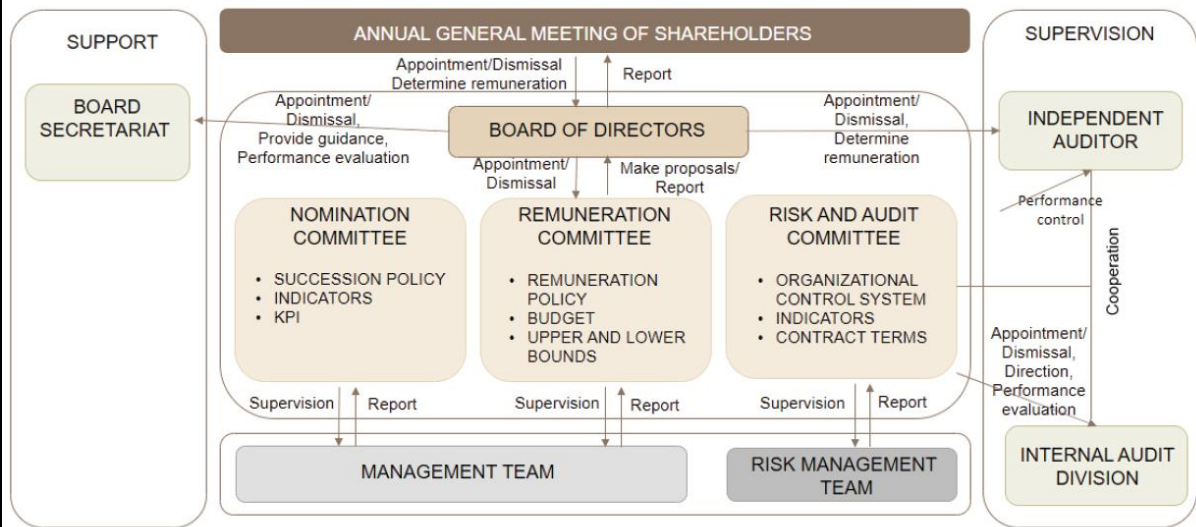 SUPPORT
ANNUAL GENERAL MEETING OF SHAREHOLDERS
SUPERVISION
Appointment/Dismissal
Determine remuneration
Report
BOARD
SECRETARIAT
Appointment/
Dismissal,
Provide guidance,
Performance evaluation
BOARD OF DIRECTORS
Appointment/
Dismissal,
Determine
remuneration
INDEPENDENT
AUDITOR
Appointment/
Dismissal
Make proposals/
Report
Performance
control
NOMINATION
COMMITTEE
• SUCCESSION POLICY
• INDICATORS
• KPI
REMUNERATION
COMMITTEE
• REMUNERATION
POLICY
• BUDGET
• UPPER AND LOWER
BOUNDS
RISK AND AUDIT
COMMITTEE
• ORGANIZATIONAL
CONTROL SYSTEM
• INDICATORS
• CONTRACT TERMS
Cooperation
Appointment/
Dismissal,
Direction,
Performance
evaluation
Supervision
Report
Supervision
Report
Supervision
Report
MANAGEMENT TEAM
RISK MANAGEMENT
TEAM
INTERNAL AUDIT
DIVISION